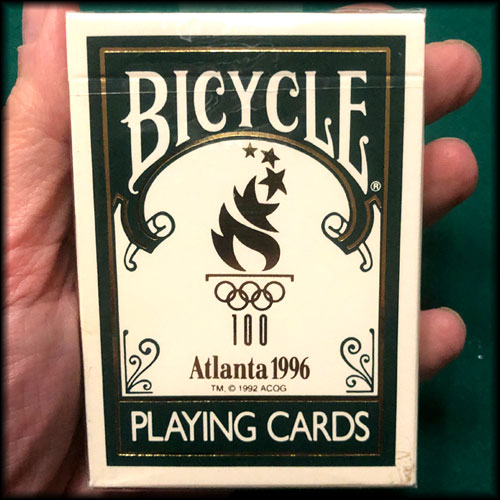 BICYCLE®
100
Atlanta 1996
TM. © 1992 ACOG
PLAYING CARDS